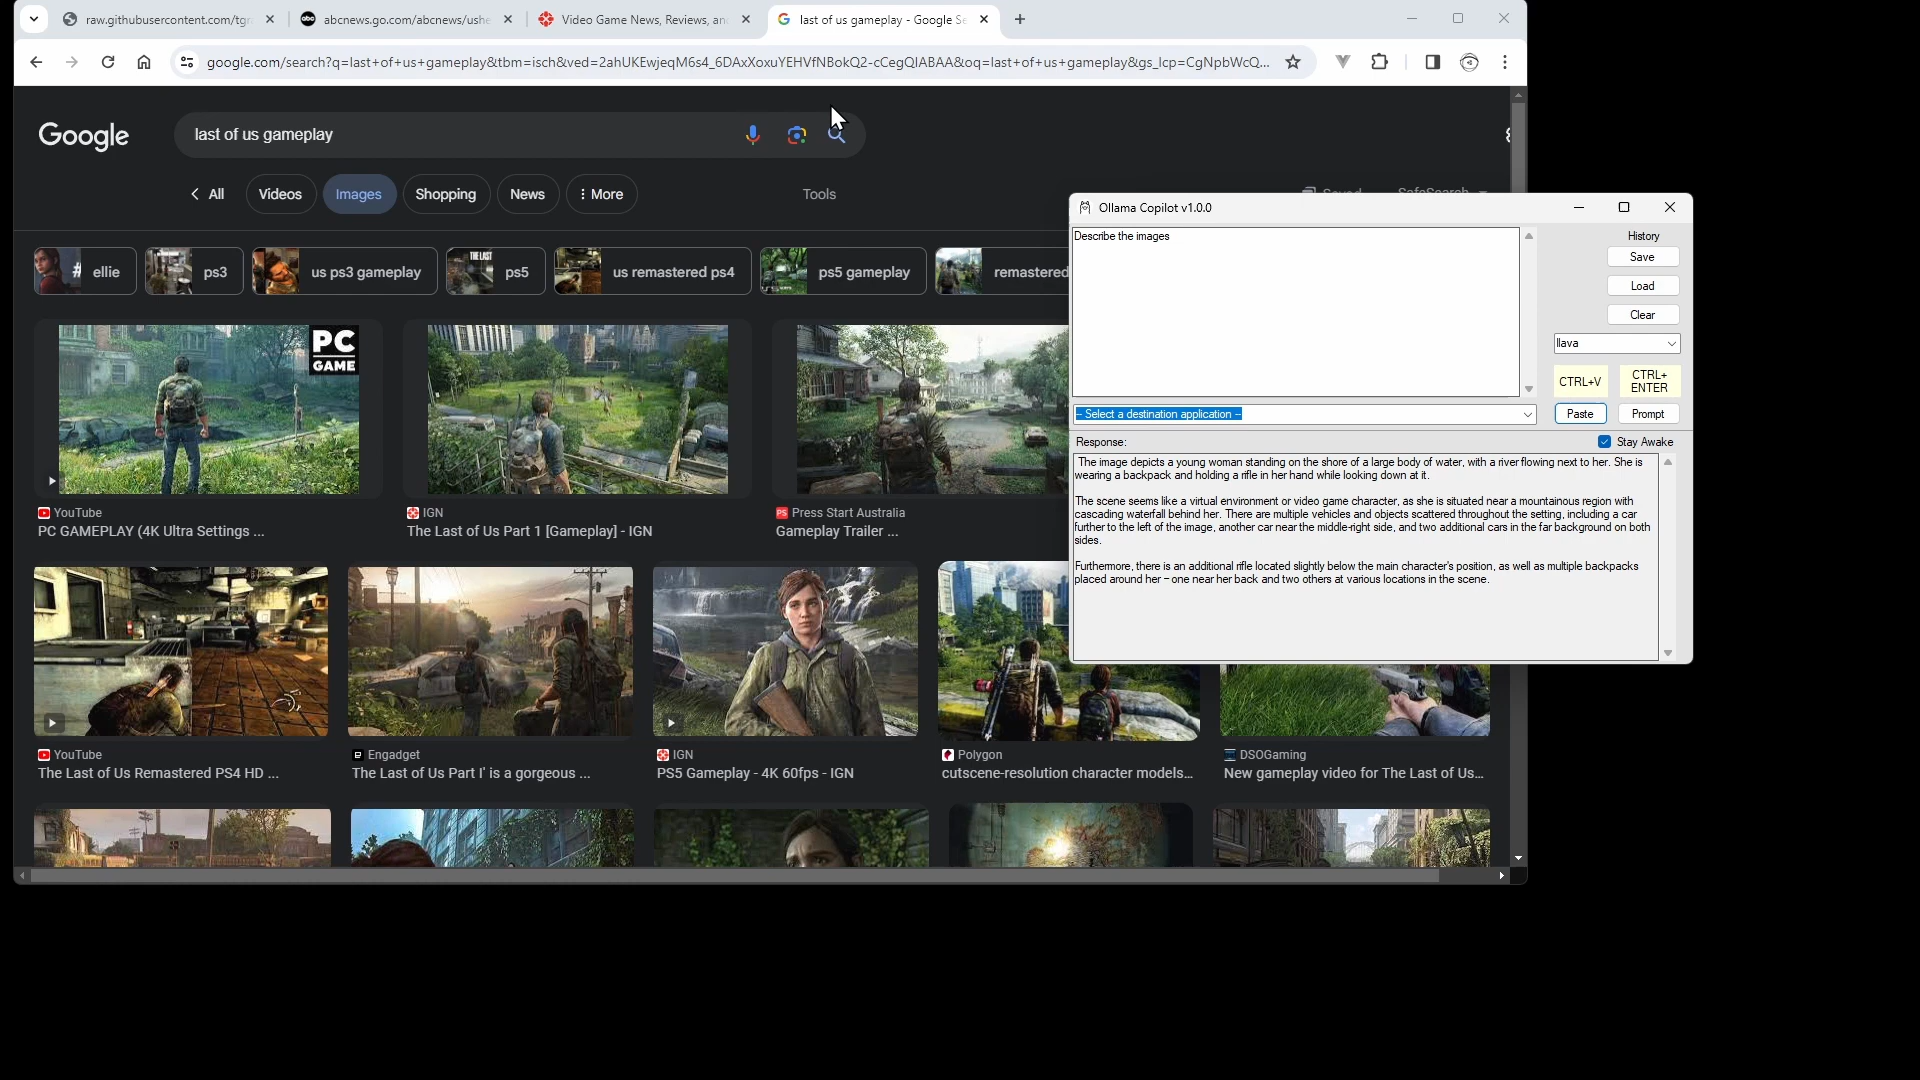 raw.githubusercontent.com/tgr
abcnews.go.com/abcnews/ushe
Video Game News, Reviews, an
last of us gameplay - Google Se
google.com/search?q=last+of+us+gameplay&tbm=isch&ved=2ahUKEwjeqM6s4_6DAxXoxuYEHVfNBokQ2-cCegQIABAA&oq=last+of+us+gameplay&gs_lcp=CgNpbWcQ...
Google
last of us gameplay
All
Videos
Images
Shopping
News
More
Tools
Saved
SafeSearch
ellie
ps3
us ps3 gameplay
ps5
us remastered ps4
ps5 gameplay
remastered
PC
GAME
YouTube
PC GAMEPLAY (4K Ultra Settings ...
IGN
The Last of Us Part 1 [Gameplay] - IGN
PS Press Start Australia
Gameplay Trailer ...
YouTube
The Last of Us Remastered PS4 HD ...
Engadget
The Last of Us Part I' is a gorgeous ...
IGN
PS5 Gameplay - 4K 60fps - IGN
Polygon
cutscene-resolution character models...
DSOGaming
New gameplay video for The Last of Us...
Ollama Copilot v1.0.0
Describe the images
History
Save
Load
Clear
llava
CTRL+V
CTRL+
ENTER
-- Select a destination application --
Paste
Prompt
Response:
Stay Awake
The image depicts a young woman standing on the shore of a large body of water, with a river flowing next to her. She is
wearing a backpack and holding a rifle in her hand while looking down at it.
The scene seems like a virtual environment or video game character, as she is situated near a mountainous region with
cascading waterfall behind her. There are multiple vehicles and objects scattered throughout the setting, including a car
further to the left of the image, another car near the middle-right side, and two additional cars in the far background on both
sides.
Furthermore, there is an additional rifle located slightly below the main character's position, as well as multiple backpacks
placed around her – one near her back and two others at various locations in the scene.